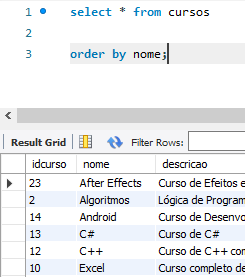 1 select * from cursos
2
3 order by nome;
Result Grid Filter Rows:
idcurso nome descricao
23 After Effects Curso de Efeitos e
2 Algoritmos Lógica de Program
14 Android Curso de Desenvo
13 C# Curso de C#
12 C++ Curso de C++ con
10 Excel Curso completo de